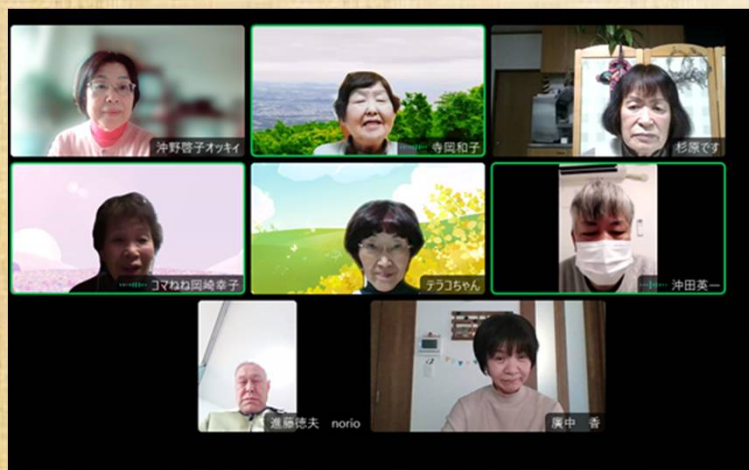 沖野啓子オッキイ
寺岡和子
杉原です
コマねね岡崎幸子
テラコちゃん
沖田英一
進藤徳夫 norio
廣中 香